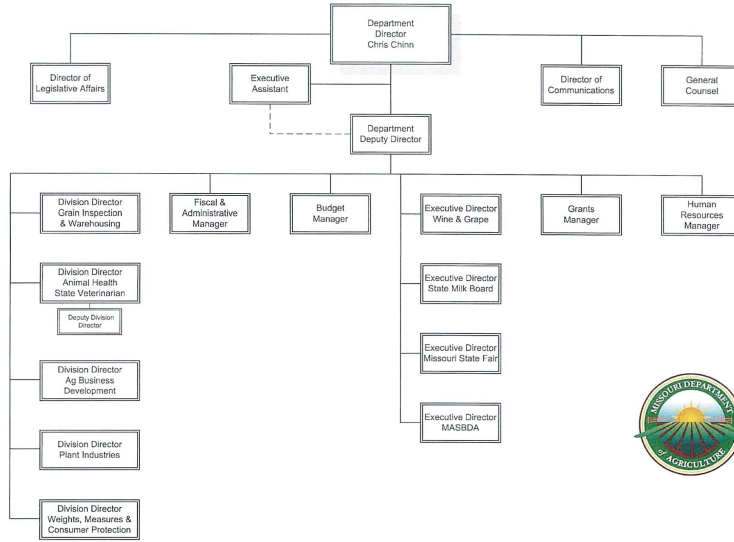 Department
Director
Chris Chinn
Director of
Legislative Affairs
Executive
Assistant
Director of
Communications
General
Counsel
Department
Deputy Director
Division Director
Grain Inspection
& Warehousing
Fiscal &
Administrative
Manager
Budget
Manager
Executive Director
Wine & Grape
Grants
Manager
Human
Resources
Manager
Division Director
Animal Health
State Veterinarian
Deputy Division
Director
Executive Director
State Milk Board
Division Director
Ag Business
Development
Executive Director
Missouri State Fair
Division Director
Plant Industries
Executive Director
MASBDA
Division Director
Weights, Measures &
Consumer Protection
MISSOURI DEPARTMENT
of AGRICULTURE